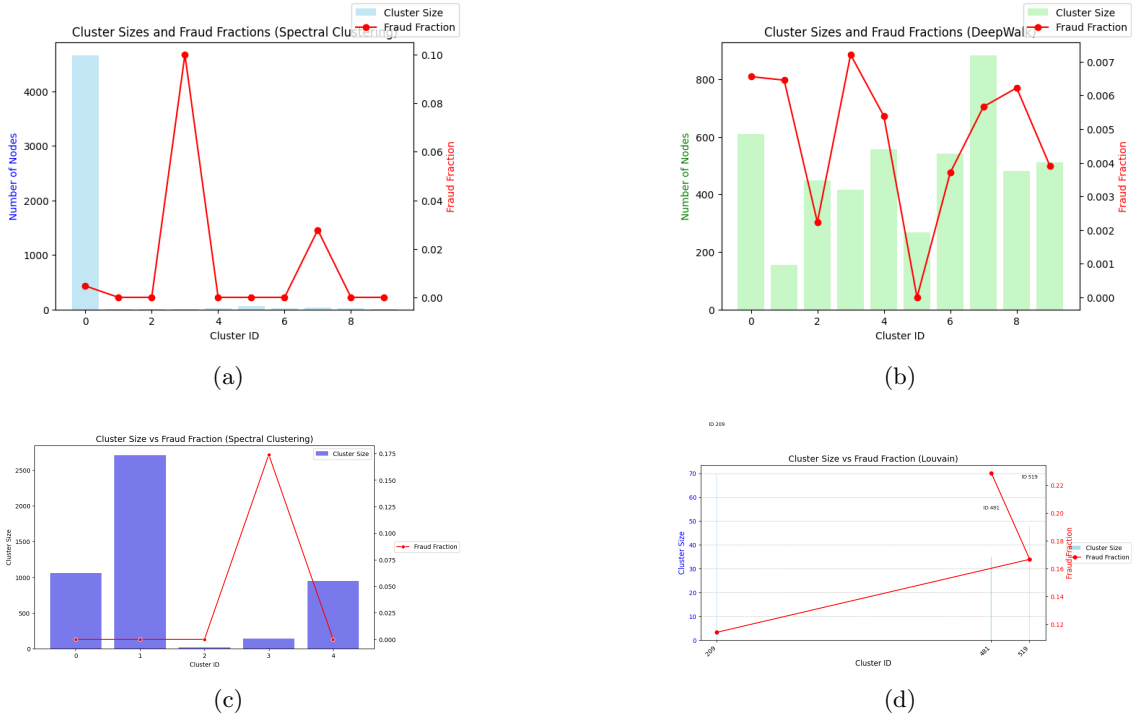 Cluster Sizes and Fraud Fractions (Spectral Clustering)
Cluster Size
Fraud Fraction
Number of Nodes
4000
3000
2000
1000
0
0.10
0.08
0.06
0.04
0.02
0.00
Fraud Fraction
0 2 4 6 8
Cluster ID
(a)
Cluster Sizes and Fraud Fractions (DeepWalk)
Cluster Size
Fraud Fraction
Number of Nodes
800
600
400
200
0
0.007
0.006
0.005
0.004
0.003
0.002
0.001
0.000
Fraud Fraction
0 2 4 6 8
Cluster ID
(b)
Cluster Size vs Fraud Fraction (Spectral Clustering)
Cluster Size
Cluster Size
2500
2000
1500
1000
500
0
0.175
0.150
0.125
0.100
0.075
0.050
0.025
0.000
Fraud Fraction
0 1 2 3 4
Cluster ID
(c)
ID 209
Cluster Size vs Fraud Fraction (Louvain)
Cluster Size
70
60
50
40
30
20
10
0
ID 519
ID 481
0.22
0.20
0.18
0.16
0.14
0.12
Fraud Fraction
Cluster Size
Fraud Fraction
209 481 519
Cluster ID
(d)